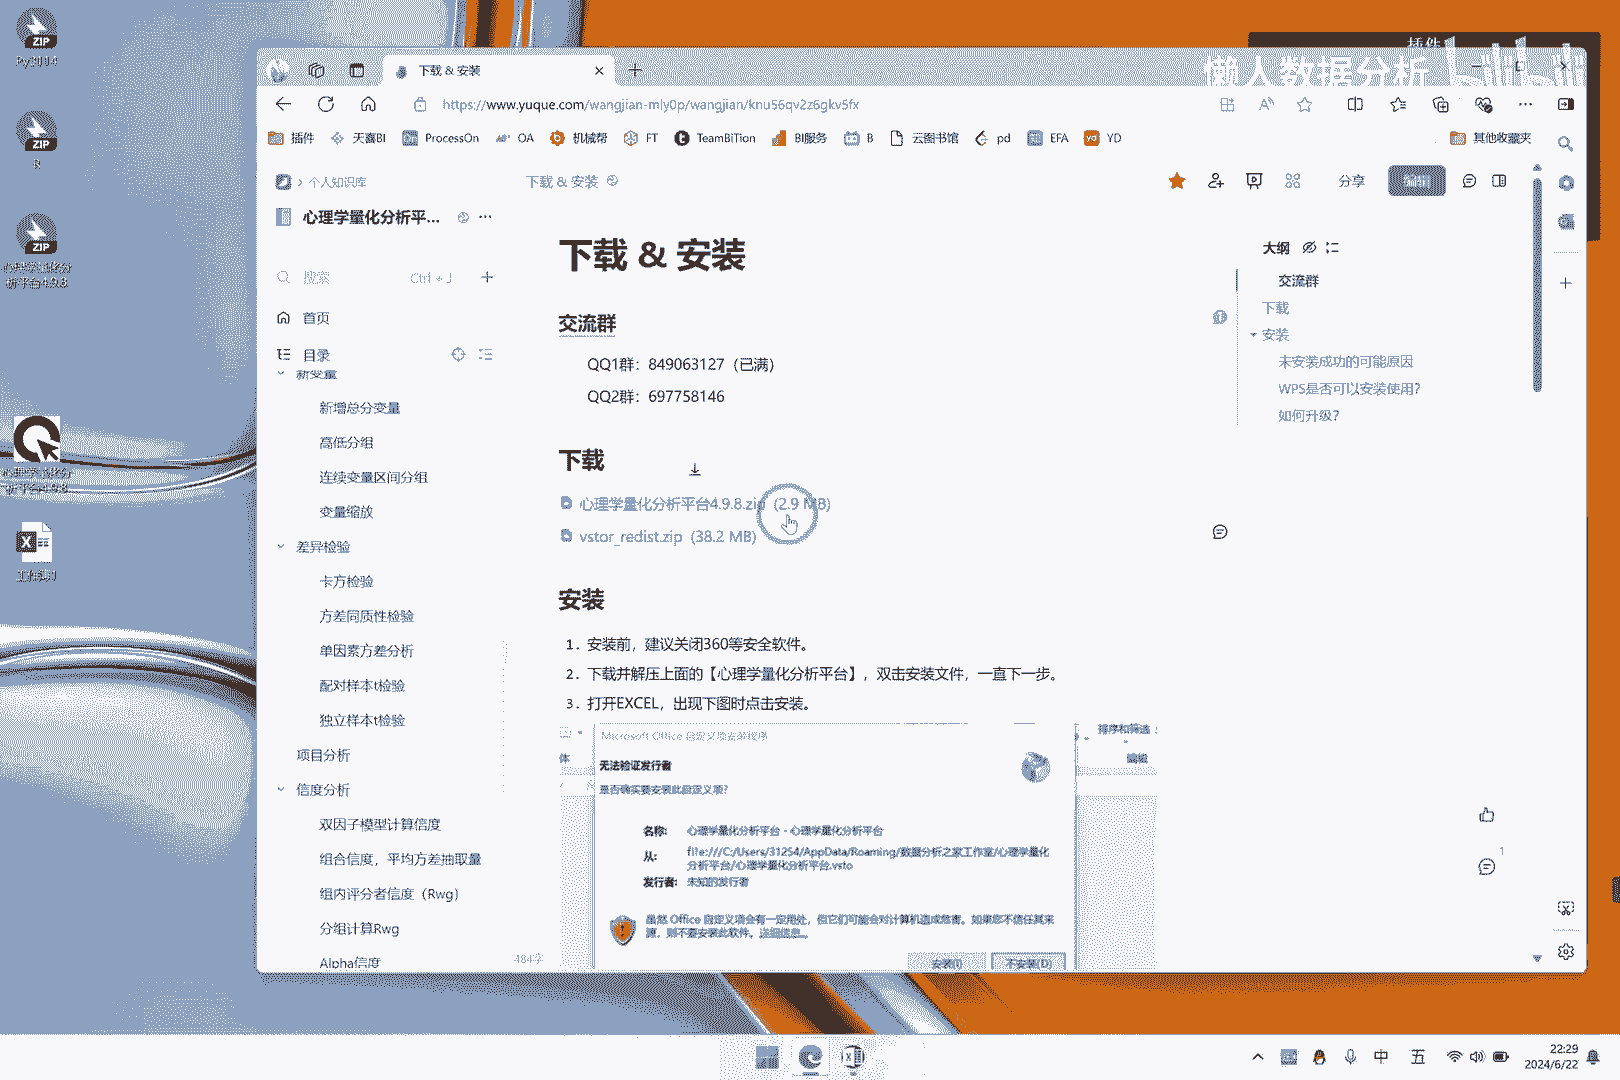 ZIP
Py3114
ZIP
R
ZIP
心理学量化分
析平台4.9.8
心理学量化分
析平台4.9.8
工作表1
插件
懒人数据分析 bilibili
下载 & 安装
https://www.yuque.com/wangjian-mly0p/wangjian/knu56qv2z6gkv5fx
插件 天喜BI ProcessOn OA 机械帮 FT TeamBiTion BI服务 B 云图书馆 pd EFA YD 其他收藏夹
个人知识库
下载 & 安装
分享 编辑
心理学量化分析平...
搜索 Ctrl + J
首页
目录
新变量
新增总分变量
高低分组
连续变量区间分组
变量缩放
差异检验
卡方检验
方差同质性检验
单因素方差分析
配对样本t检验
独立样本t检验
项目分析
信度分析
双因子模型计算信度
组合信度，平均方差抽取量
组内评分者信度（Rwg）
分组计算Rwg
Alpha信度
484字
下载 & 安装
交流群
QQ1群：849063127（已满）
QQ2群：697758146
下载
心理学量化分析平台4.9.8.zip (2.9 MB)
vstor_redist.zip (38.2 MB)
安装
1. 安装前，建议关闭360等安全软件。
2. 下载并解压上面的【心理学量化分析平台】，双击安装文件，一直下一步。
3. 打开EXCEL，出现下图时点击安装。
Microsoft Office 自定义项安装程序
无法验证发行者
是否确实要安装此自定义项?
名称: 心理学量化分析平台 - 心理学量化分析平台
从: file:///C:/Users/31254/AppData/Roaming/数据分析之家工作室/心理学量化
分析平台/心理学量化分析平台.vsto
发行者: 未知的发行者
虽然 Office 自定义项会有一定用处，但它们可能会对计算机造成危害。如果您不信任其来
源，则不要安装此软件。详细信息...
安装(I) 不安装(D)
体
排序和筛选
编辑
大纲
交流群
下载
安装
未安装成功的可能原因
WPS是否可以安装使用?
如何升级?
1
中 五
22:29
2024/6/22